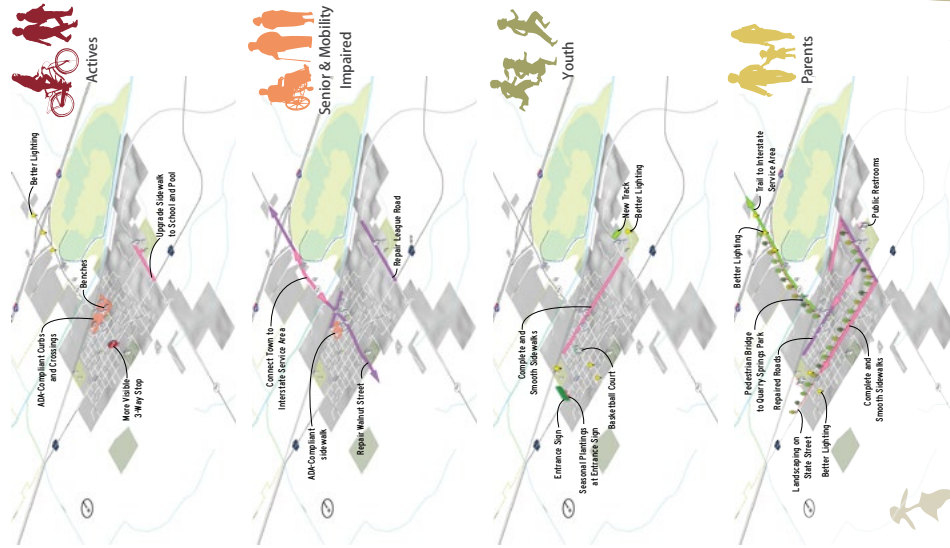 Actives
Better Lighting
Benches
ADA-Compliant Curbs
and Crossings
More Visible
3-Way Stop
Upgrade Sidewalk
to School and Pool
Senior & Mobility
Impaired
Connect Town to
Interstate Service Area
ADA-Compliant
sidewalk
Repair Walnut Street
Repair League Road
Youth
Complete and
Smooth Sidewalks
New Track
Better Lighting
Entrance Sign
Seasonal Plantings
at Entrance Sign
Basketball Court
Parents
Trail to Interstate
Service Area
Better Lighting
Pedestrian Bridge
to Quarry Springs Park
Repaired Roads
Public Restrooms
Landscaping on
State Street
Better Lighting
Complete and
Smooth Sidewalks